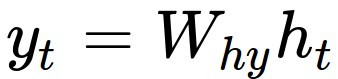 y_t = W_{hy}h_t